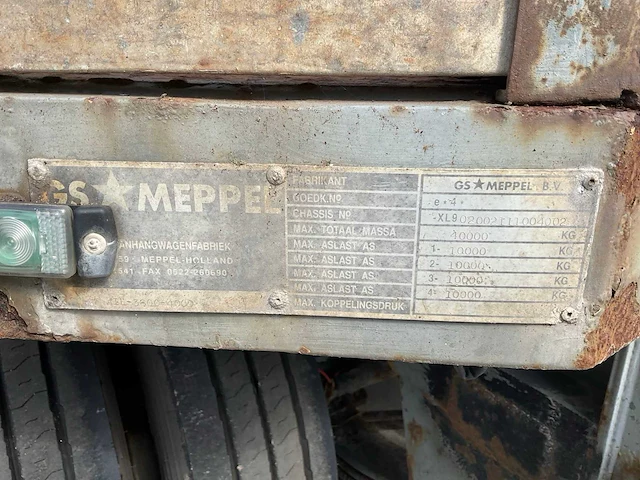 GS★MEPPEL
ANHANGWAGENFABRIEK
MEPPEL-HOLLAND
FAX 0522-260690
FABRIKANT GS★MEPPEL B.V.
GOEDK.Nº e·4·
CHASSIS Nº
MAX. TOTAAL MASSA 40000 KG
MAX. ASLAST AS 1- 10000 KG
MAX. ASLAST AS 2- 10000 KG
MAX. ASLAST AS 3- 10000 KG
MAX. ASLAST AS 4- 10000 KG
MAX. KOPPELINGSDRUK